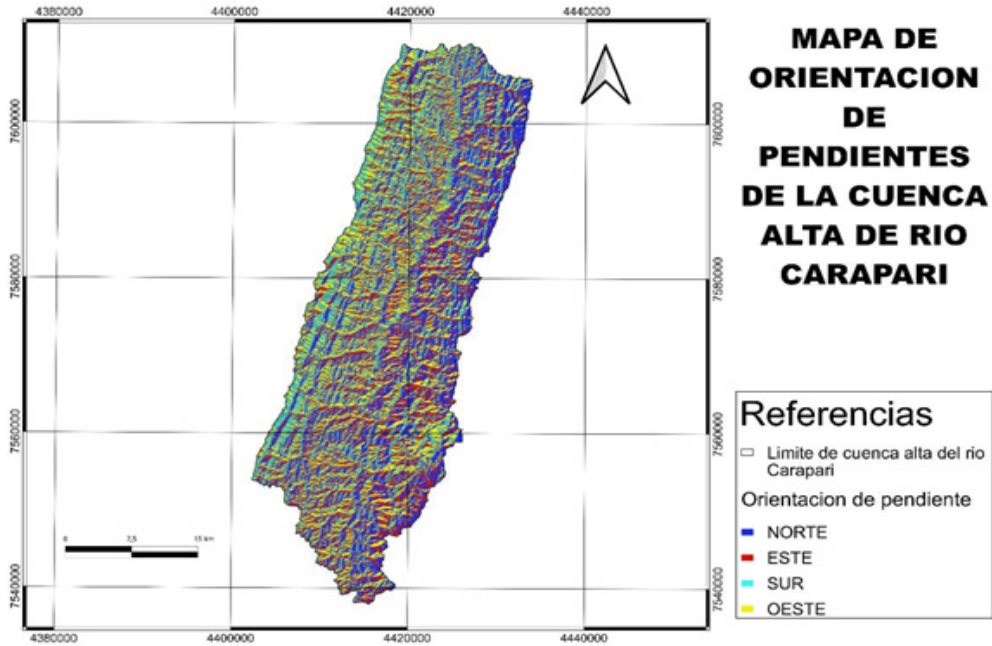 4380000
4400000
4420000
4440000
7600000
7580000
7560000
7540000
7600000
7580000
7560000
7540000
0 7,5 15 km
4380000
4400000
4420000
4440000
MAPA DE
ORIENTACION
DE
PENDIENTES
DE LA CUENCA
ALTA DE RIO
CARAPARI
Referencias
Limite de cuenca alta del rio
Carapari
Orientacion de pendiente
NORTE
ESTE
SUR
OESTE